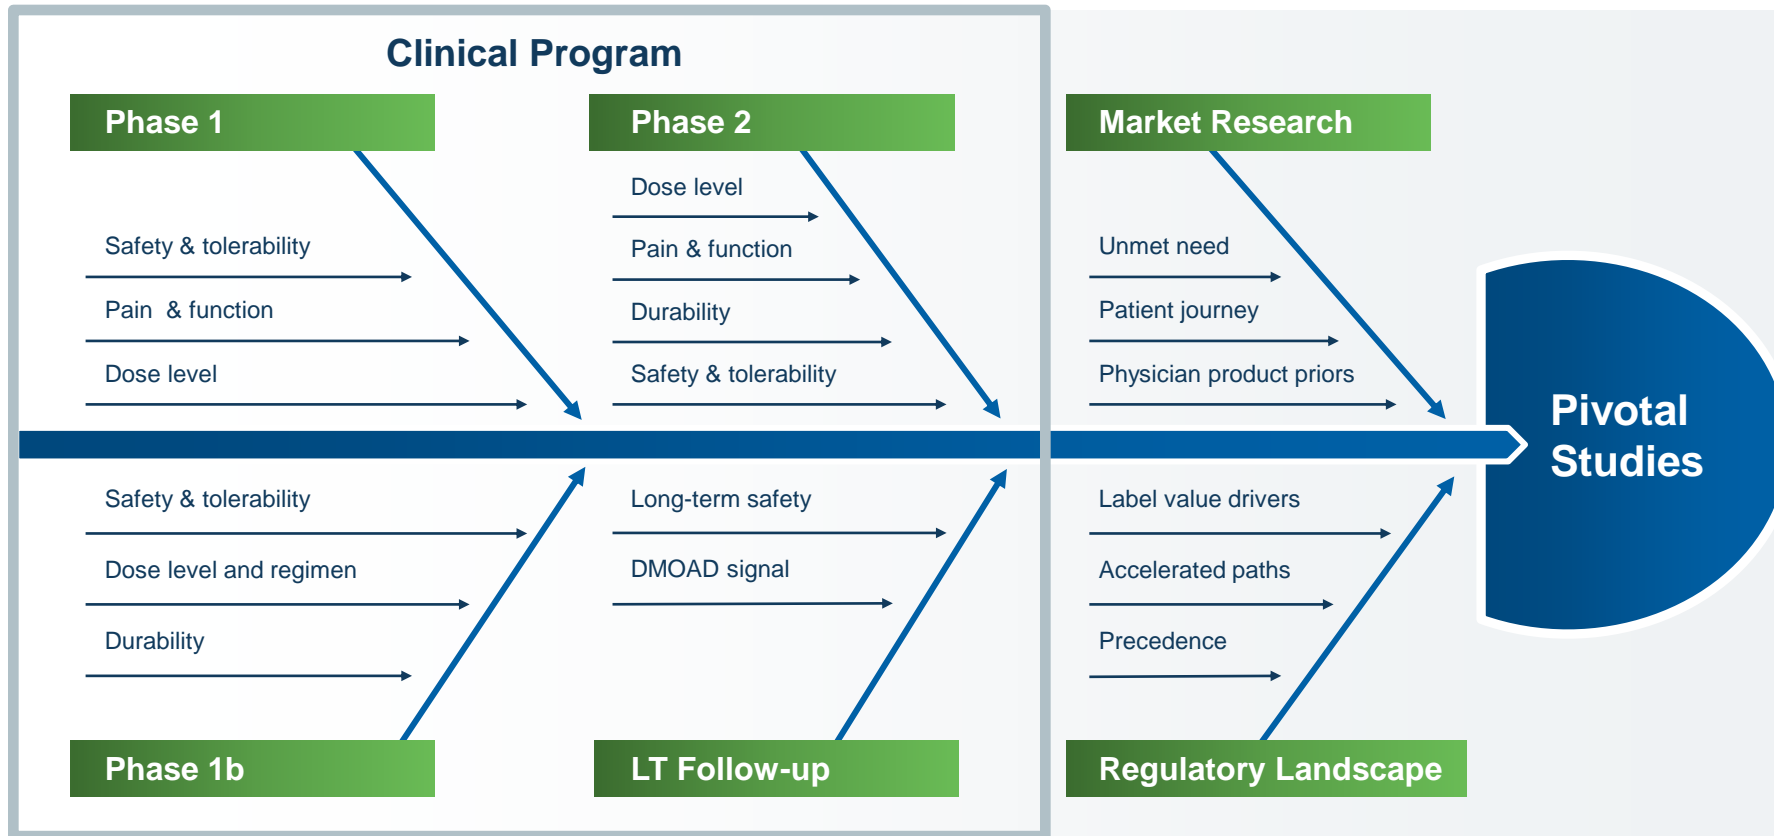 Clinical Program
Phase 1
Safety & tolerability
Pain & function
Dose level
Phase 2
Dose level
Pain & function
Durability
Safety & tolerability
Market Research
Unmet need
Patient journey
Physician product priors
Pivotal
Studies
Safety & tolerability
Dose level and regimen
Durability
Phase 1b
Long-term safety
DMOAD signal
LT Follow-up
Label value drivers
Accelerated paths
Precedence
Regulatory Landscape